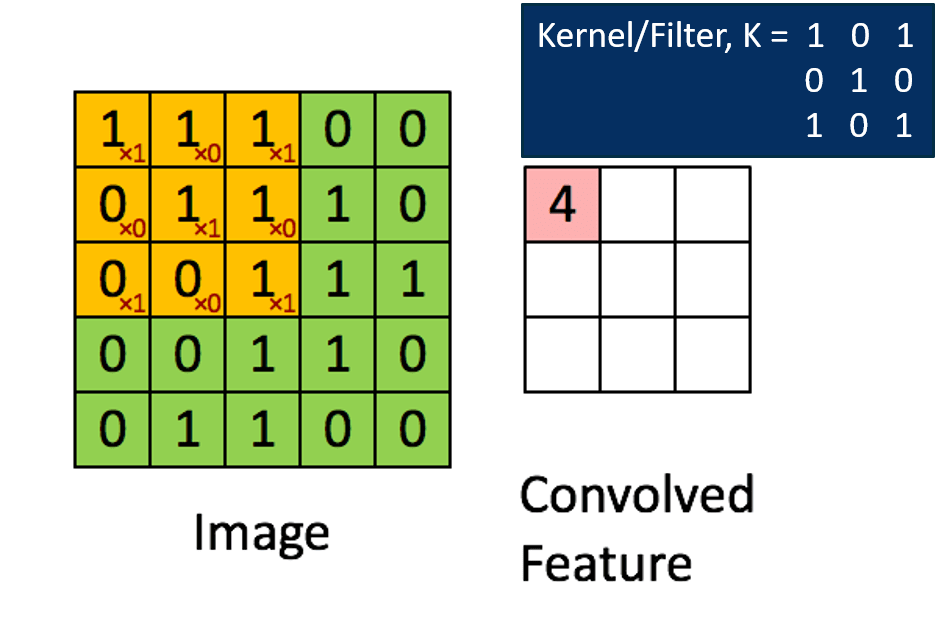 Kernel/Filter, K = 1 0 1
0 1 0
1 0 1
1×1 1×0 1×1 0 0
0×0 1×1 1×0 1 0
0×1 0×0 1×1 1 1
0 0 1 1 0
0 1 1 0 0
4
Image
Convolved
Feature